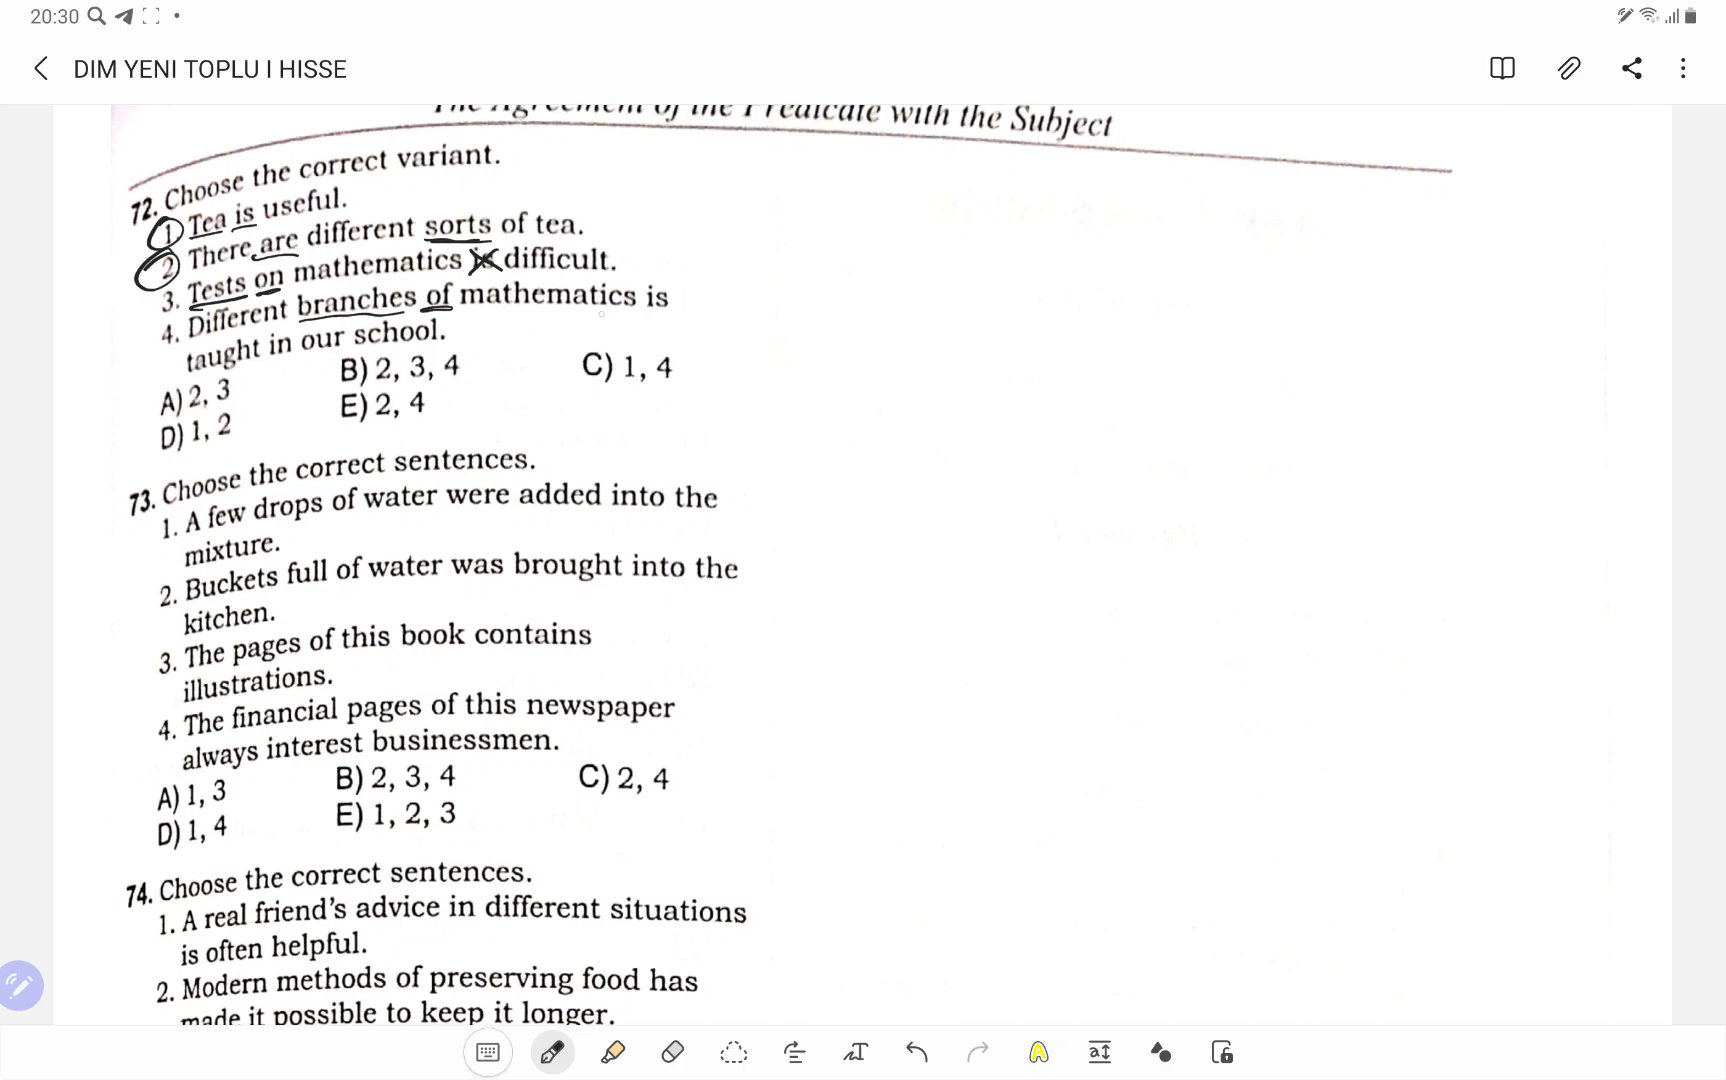 20:30
DIM YENI TOPLU I HISSE
The Agreement of the Predicate with the Subject
72. Choose the correct variant.
1) Tea is useful.
2) There are different sorts of tea.
3. Tests on mathematics is difficult.
4. Different branches of mathematics is
taught in our school.
A) 2, 3 B) 2, 3, 4 C) 1, 4
D) 1, 2 E) 2, 4
73. Choose the correct sentences.
1. A few drops of water were added into the
mixture.
2. Buckets full of water was brought into the
kitchen.
3. The pages of this book contains
illustrations.
4. The financial pages of this newspaper
always interest businessmen.
A) 1, 3 B) 2, 3, 4 C) 2, 4
D) 1, 4 E) 1, 2, 3
74. Choose the correct sentences.
1. A real friend's advice in different situations
is often helpful.
2. Modern methods of preserving food has
made it possible to keep it longer.